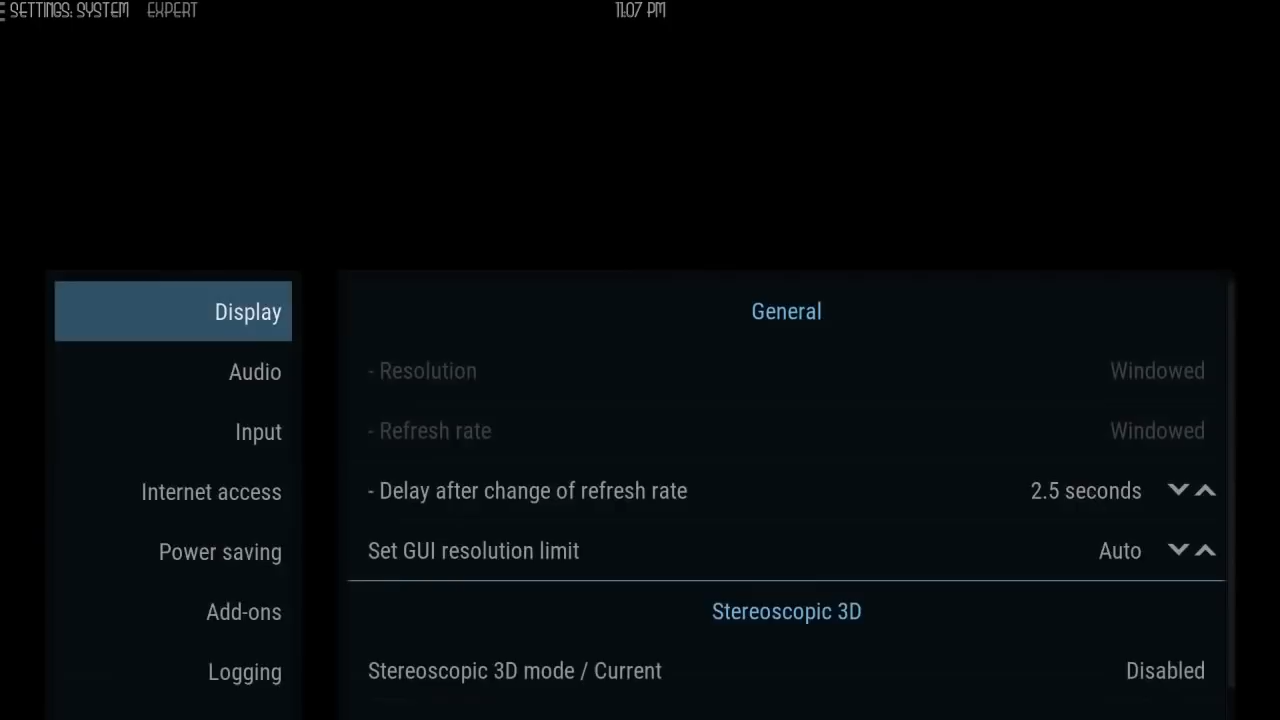 SETTINGS: SYSTEM EXPERT
11:07 PM
Display
Audio
Input
Internet access
Power saving
Add-ons
Logging
General
- Resolution Windowed
- Refresh rate Windowed
- Delay after change of refresh rate 2.5 seconds
Set GUI resolution limit Auto
Stereoscopic 3D
Stereoscopic 3D mode / Current Disabled